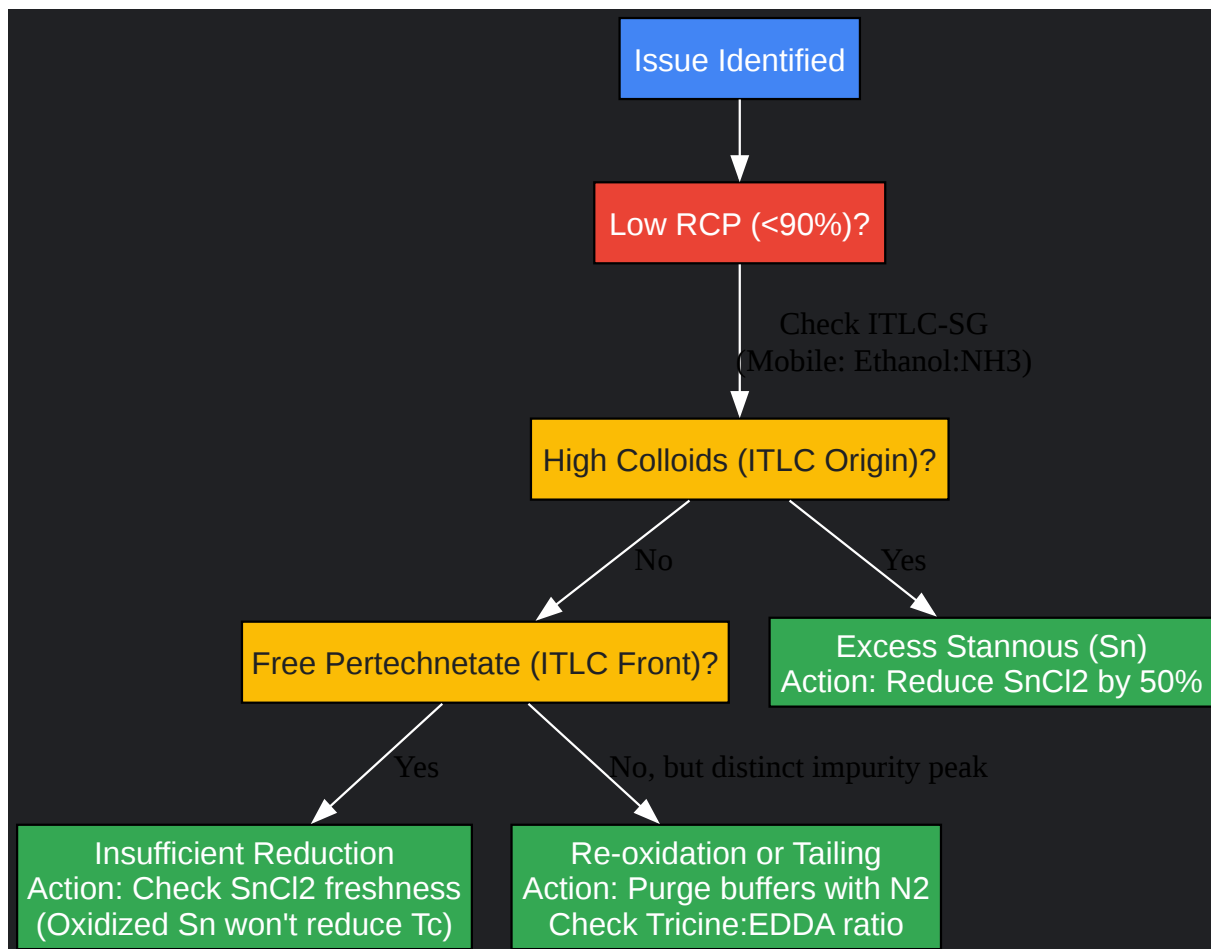 Issue Identified
Low RCP (<90%)?
Check ITLC-SG
(Mobile: Ethanol:NH3)
High Colloids (ITLC Origin)?
No
Yes
Free Pertechnetate (ITLC Front)?
Excess Stannous (Sn)
Action: Reduce SnCl2 by 50%
Yes
No, but distinct impurity peak
Insufficient Reduction
Action: Check SnCl2 freshness
(Oxidized Sn won't reduce Tc)
Re-oxidation or Tailing
Action: Purge buffers with N2
Check Tricine:EDDA ratio